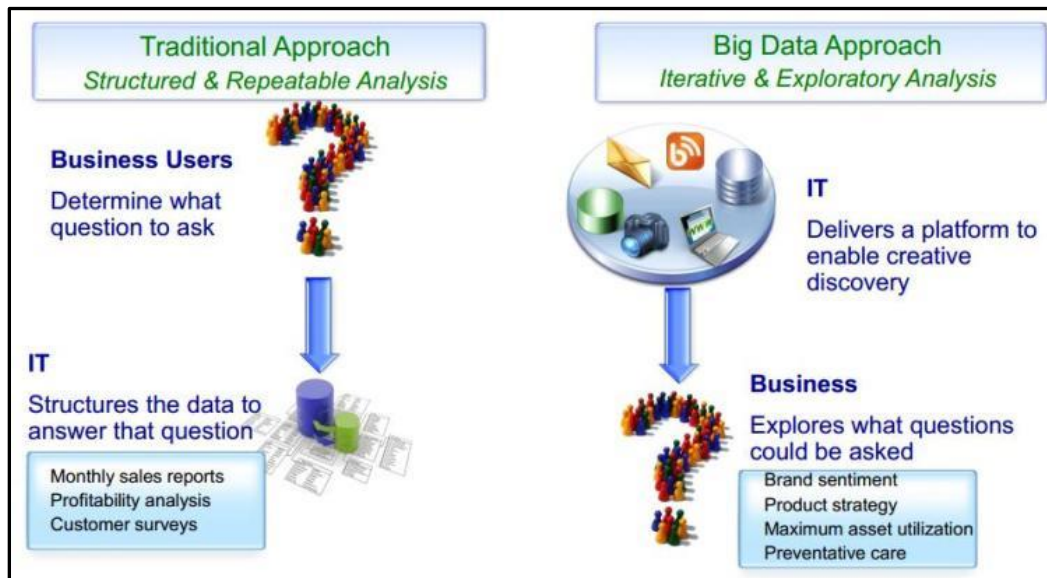 Traditional Approach
Structured & Repeatable Analysis
Business Users
Determine what
question to ask
IT
Structures the data to
answer that question
Monthly sales reports
Profitability analysis
Customer surveys
Big Data Approach
Iterative & Exploratory Analysis
IT
Delivers a platform to
enable creative
discovery
Business
Explores what questions
could be asked
Brand sentiment
Product strategy
Maximum asset utilization
Preventative care